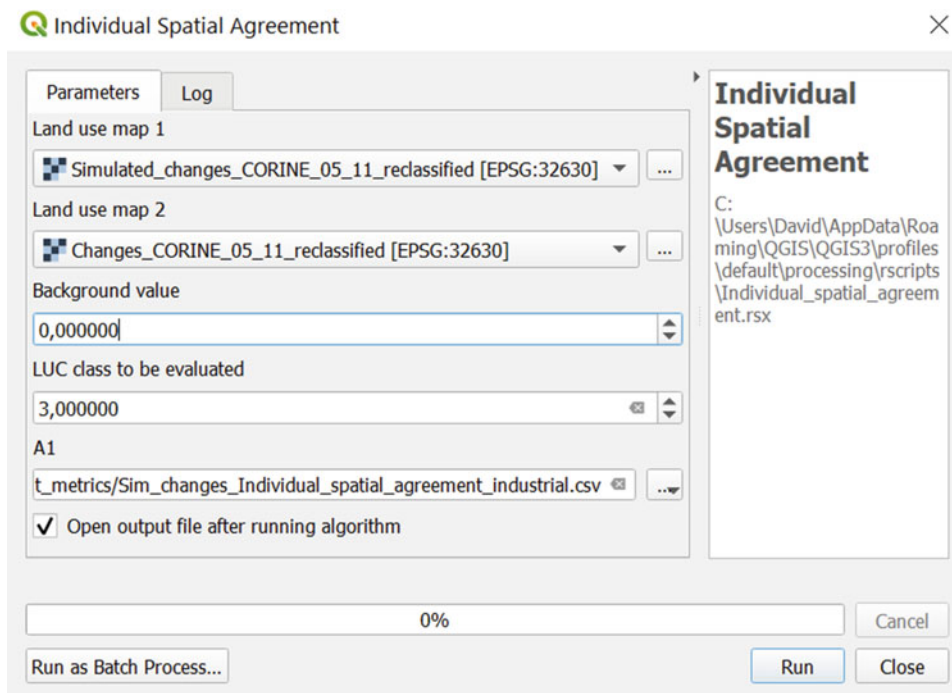 Individual Spatial Agreement
Parameters
Log
Land use map 1
Simulated_changes_CORINE_05_11_reclassified [EPSG:32630]
...
Land use map 2
Changes_CORINE_05_11_reclassified [EPSG:32630]
...
Background value
0,000000
LUC class to be evaluated
3,000000
A1
t_metrics/Sim_changes_Individual_spatial_agreement_industrial.csv
...
Open output file after running algorithm
Individual
Spatial
Agreement
C:
\Users\David\AppData\Roa
ming\QGIS\QGIS3\profiles
\default\processing\rscripts
\Individual_spatial_agreem
ent.rsx
0%
Cancel
Run as Batch Process...
Run
Close